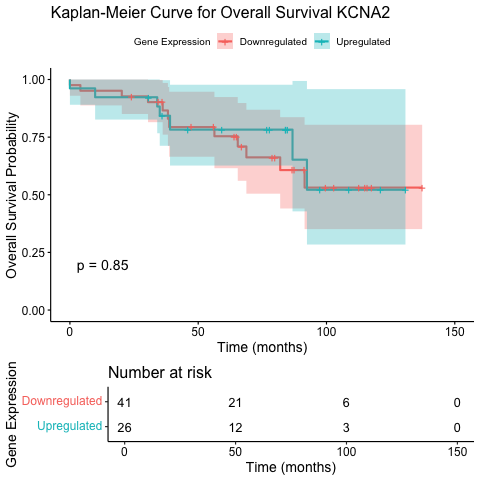 Kaplan-Meier Curve for Overall Survival KCNA2
Gene Expression Downregulated Upregulated
1.00
0.75
0.50
0.25
0.00
Overall Survival Probability
p = 0.85
0 50 100 150
Time (months)
Number at risk
Gene Expression
Downregulated 41 21 6 0
Upregulated 26 12 3 0
0 50 100 150
Time (months)